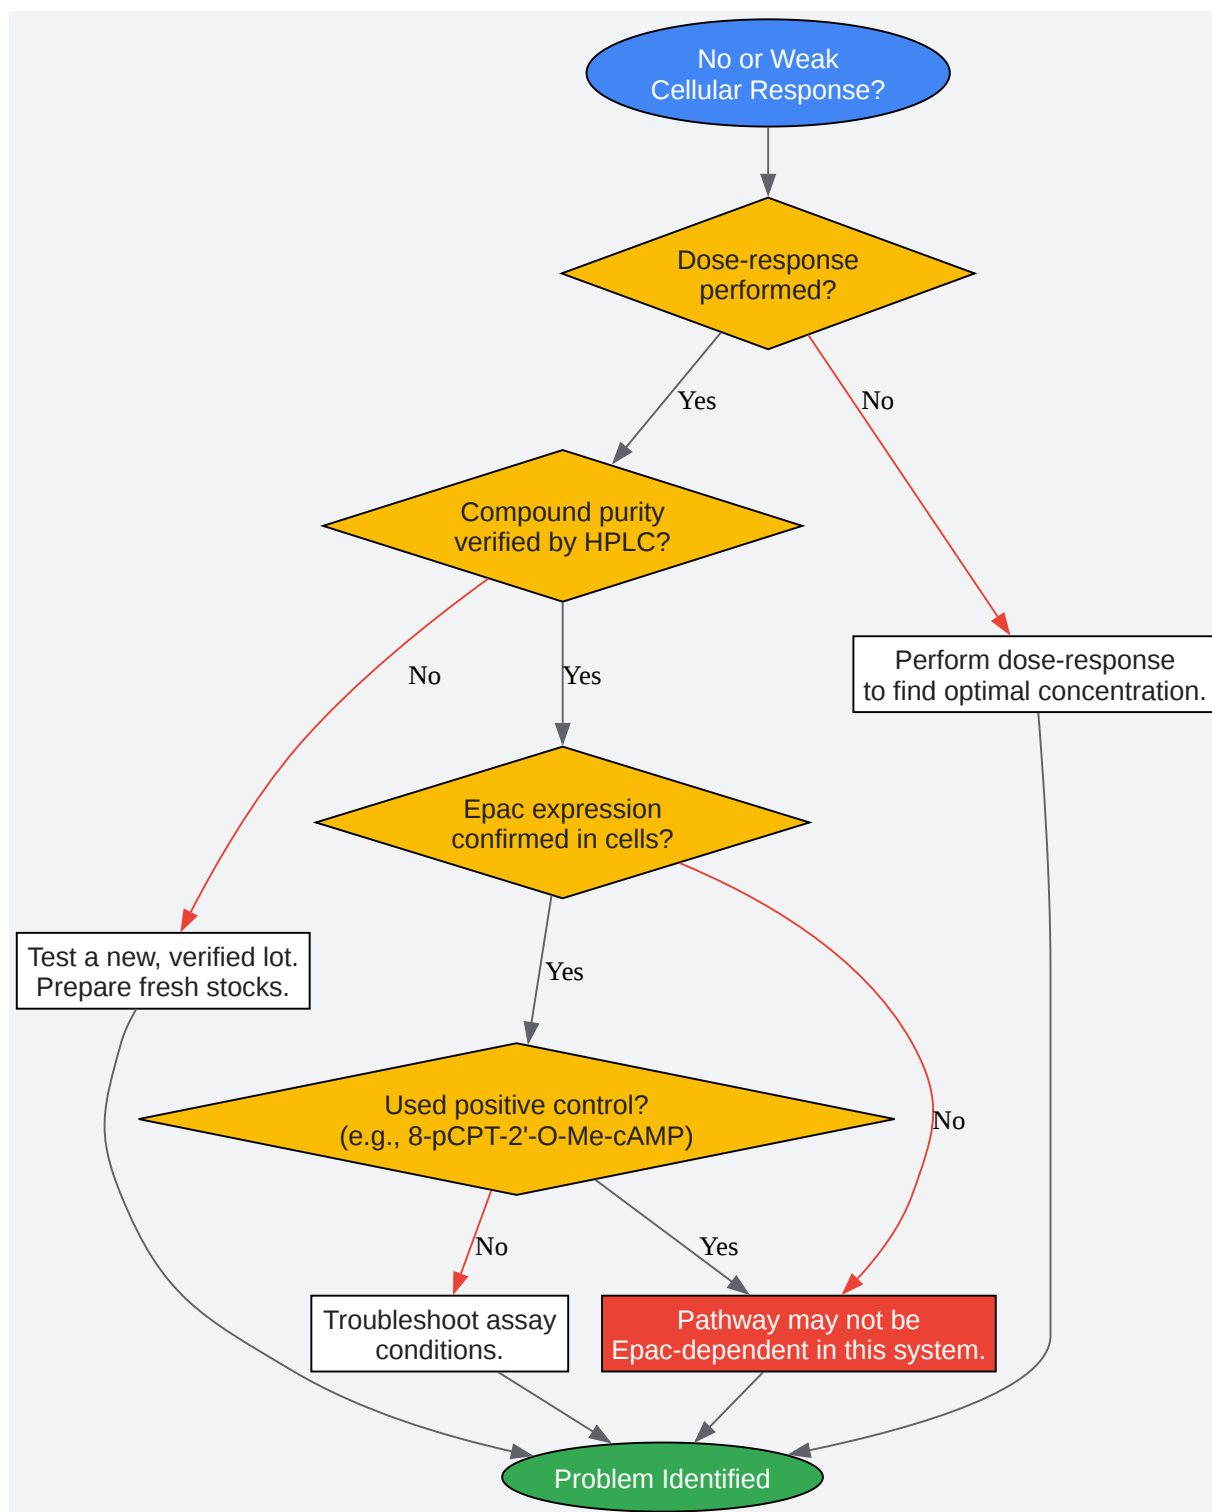 No or Weak
Cellular Response?
Dose-response
performed?
Yes
No
Compound purity
verified by HPLC?
Perform dose-response
to find optimal concentration.
No
Yes
Epac expression
confirmed in cells?
Test a new, verified lot.
Prepare fresh stocks.
Yes
No
Used positive control?
(e.g., 8-pCPT-2'-O-Me-cAMP)
No
Yes
Troubleshoot assay
conditions.
Pathway may not be
Epac-dependent in this system.
Problem Identified